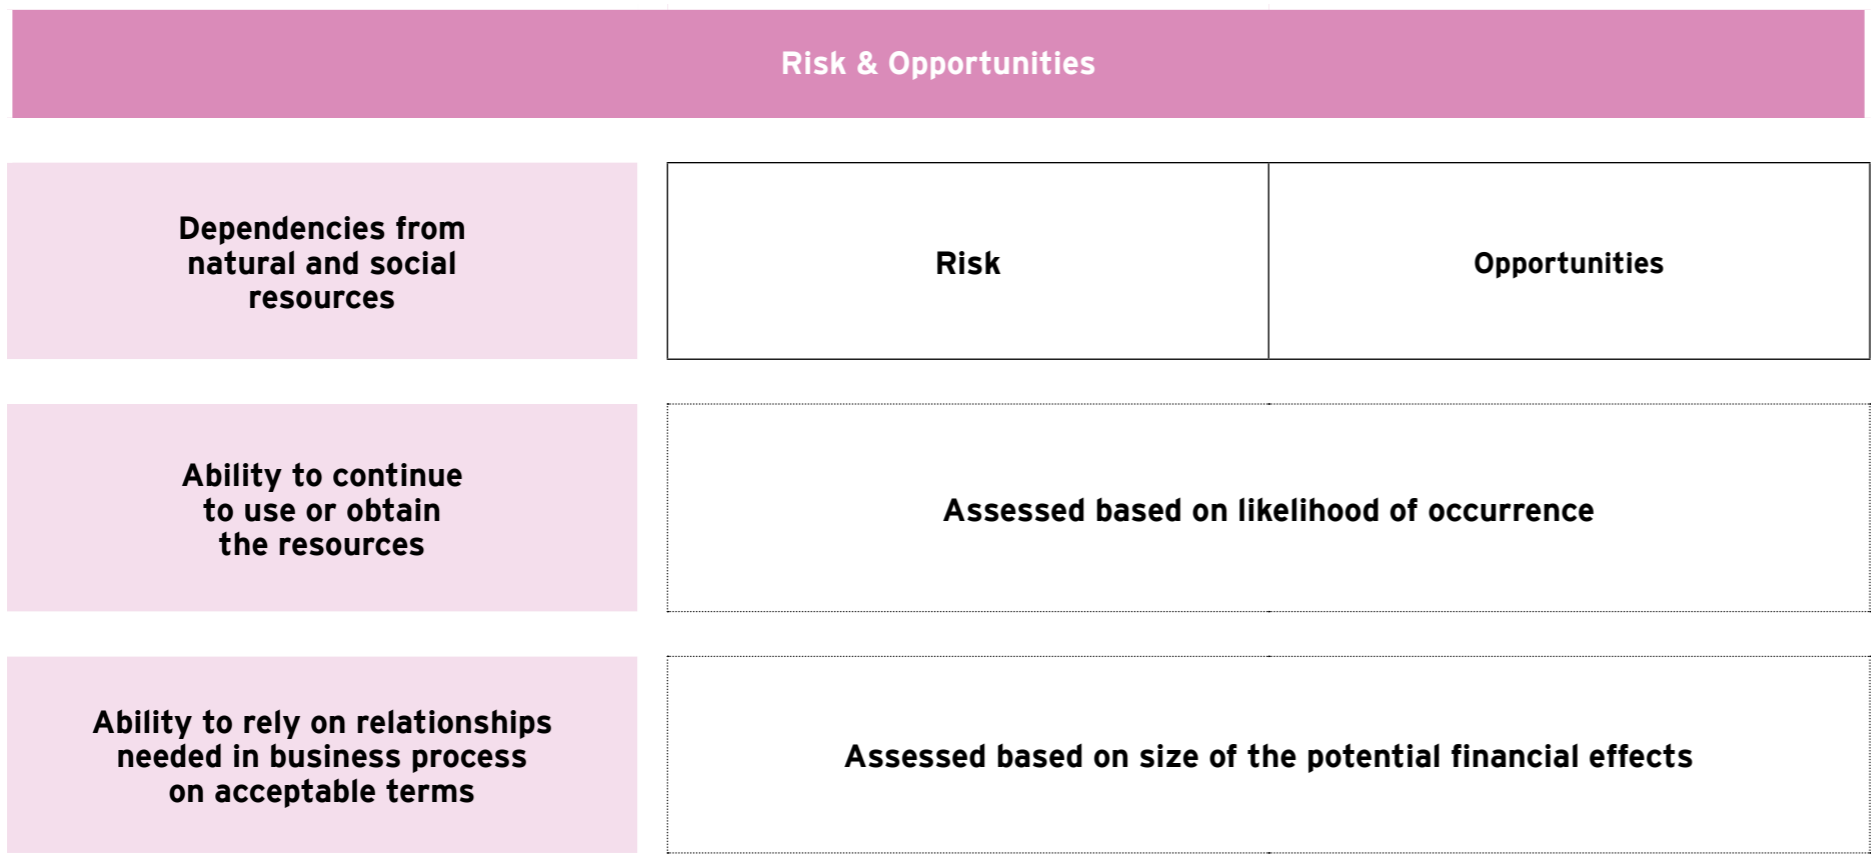 Risk & Opportunities
Dependencies from
natural and social
resources
Risk
Opportunities
Ability to continue
to use or obtain
the resources
Assessed based on likelihood of occurrence
Ability to rely on relationships
needed in business process
on acceptable terms
Assessed based on size of the potential financial effects